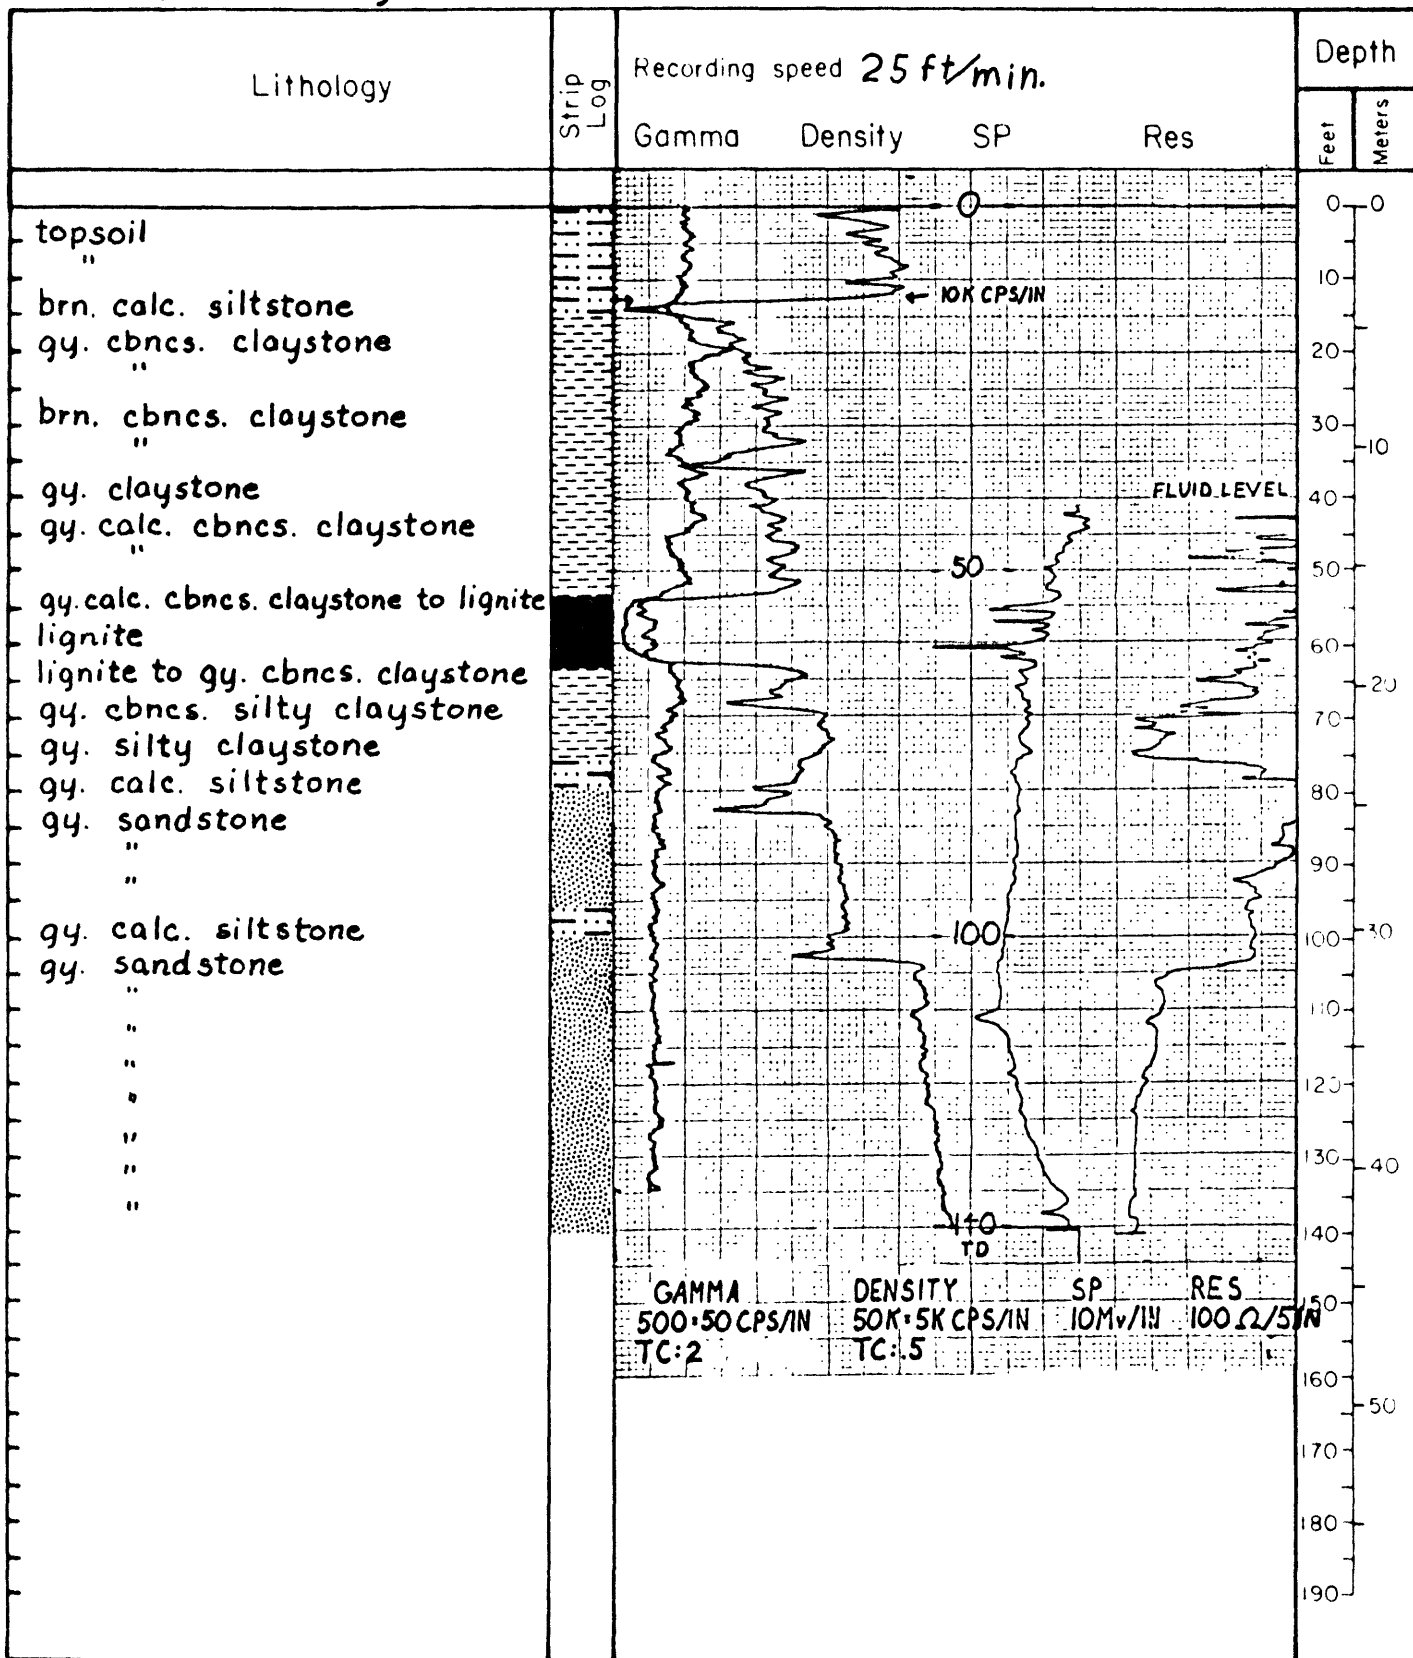 Lithology
Strip Log
Recording speed 25 ft/min.
Gamma Density SP Res
Depth
Feet
Meters
topsoil
"
brn. calc. siltstone
gy. cbncs. claystone
"
brn. cbncs. claystone
"
gy. claystone
gy. calc. cbncs. claystone
"
gy. calc. cbncs. claystone to lignite
lignite
lignite to gy. cbncs. claystone
gy. cbncs. silty claystone
gy. silty claystone
gy. calc. siltstone
gy. sandstone
"
"
gy. calc. siltstone
gy. sandstone
"
"
"
"
"
"
"
0
← 10K CPS/IN
FLUID LEVEL
50
100
140
TD
GAMMA
500:50 CPS/IN
TC:2
DENSITY
50K:5K CPS/IN
TC:.5
SP
10Mv/IN
RES
100 Ω/5IN
0
10
20
30
40
50
60
70
80
90
100
110
120
130
140
150
160
170
180
190
0
10
20
30
40
50